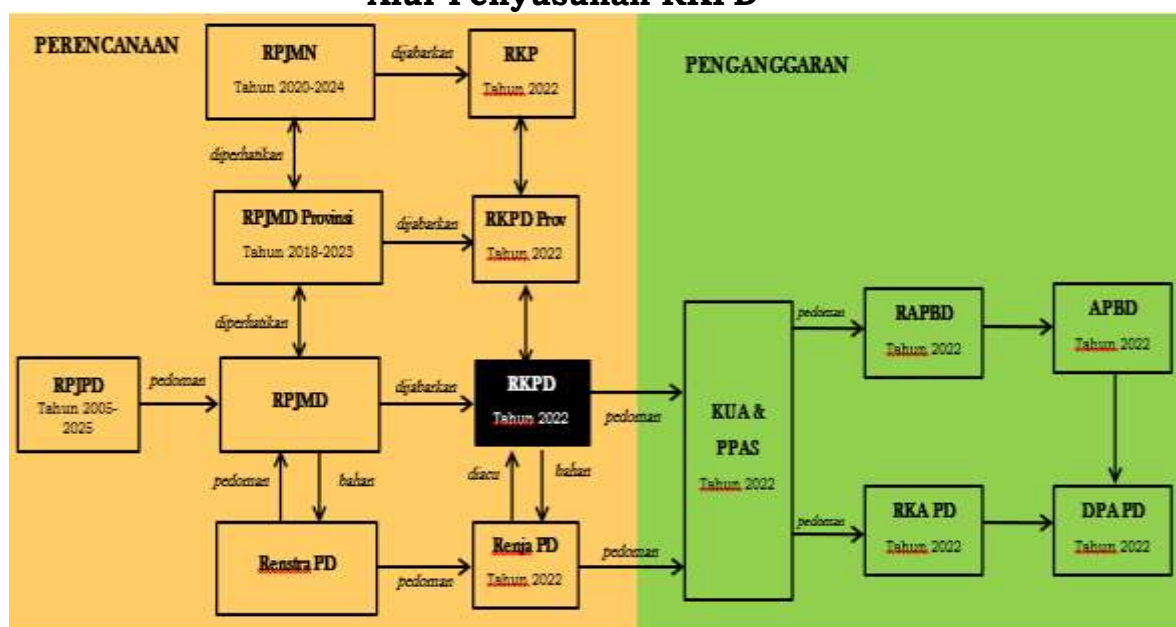 Alur Penyusunan RKPD
PERENCANAAN
RPJMN
Tahun 2020-2024
dijabarkan
RKP
Tahun 2022
PENGANGGARAN
diperhatikan
RPJMD Provinsi
Tahun 2018-2023
dijabarkan
RKPD Prov
Tahun 2022
diperhatikan
RPJPD
Tahun 2005-
2025
pedoman
RPJMD
dijabarkan
RKPD
Tahun 2022
pedoman
KUA &
PPAS
Tahun 2022
pedoman
RAPBD
Tahun 2022
APBD
Tahun 2022
pedoman
bahan
diacu
bahan
Renstra PD
pedoman
Renja PD
Tahun 2022
pedoman
pedoman
RKA PD
Tahun 2022
DPA PD
Tahun 2022